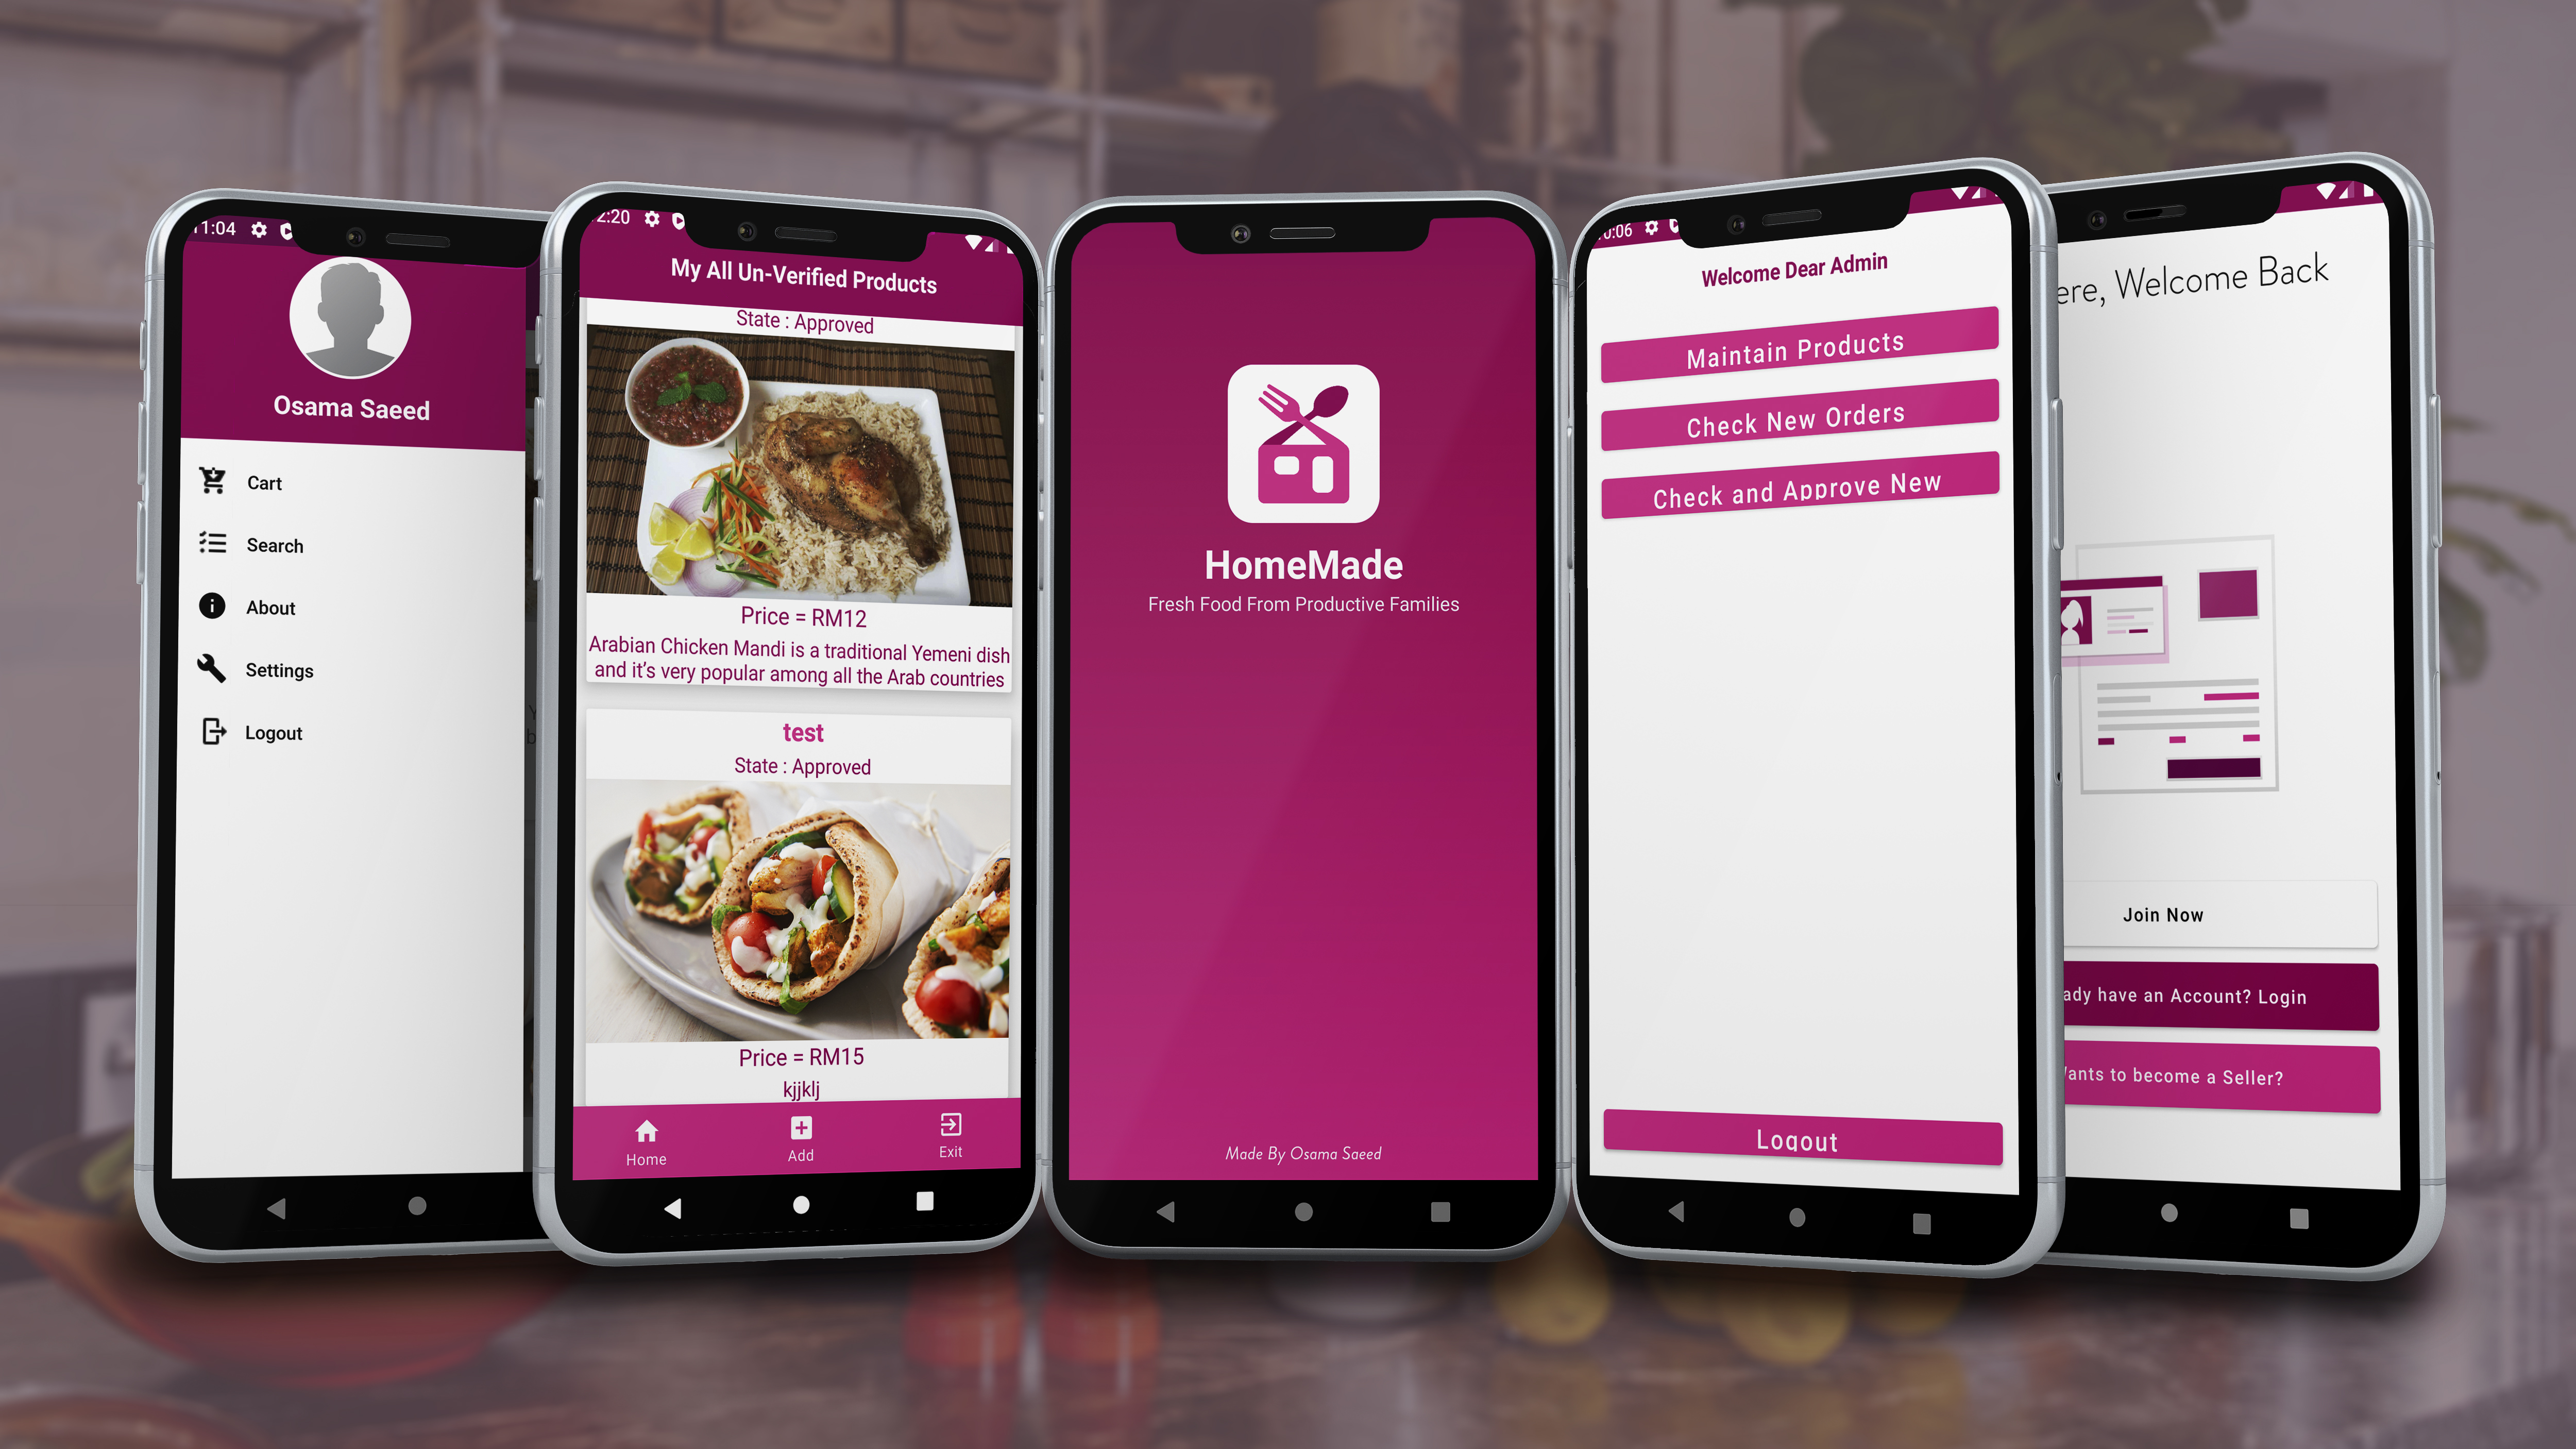 11:04
Osama Saeed
Cart
Search
About
Settings
Logout
2:20
My All Un-Verified Products
State : Approved
Price = RM12
Arabian Chicken Mandi is a traditional Yemeni dish
and it's very popular among all the Arab countries
test
State : Approved
Price = RM15
kjjklj
Home
Add
Exit
HomeMade
Fresh Food From Productive Families
Made By Osama Saeed
:06
Welcome Dear Admin
Maintain Products
Check New Orders
Check and Approve New
Logout
ere, Welcome Back
Join Now
ady have an Account? Login
ants to become a Seller?